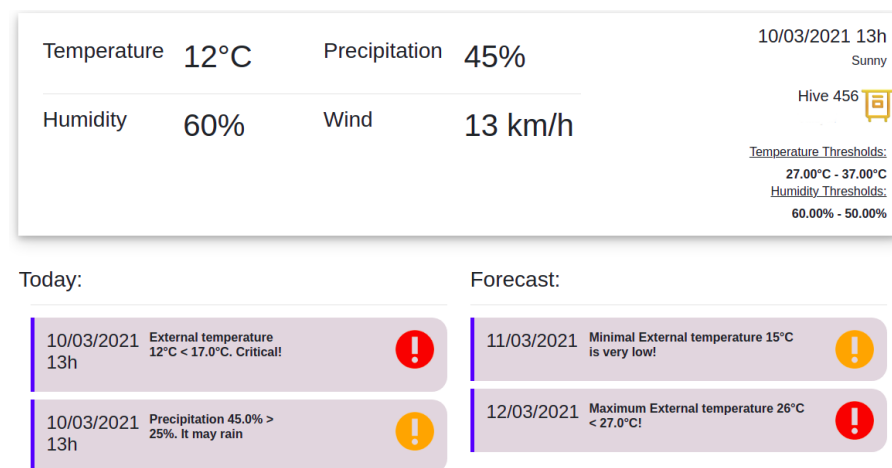 Temperature 12°C Precipitation 45%
Humidity 60% Wind 13 km/h
10/03/2021 13h
Sunny
Hive 456
Temperature Thresholds:
27.00°C - 37.00°C
Humidity Thresholds:
60.00% - 50.00%
Today:
10/03/2021
13h
External temperature
12°C < 17.0°C. Critical!
10/03/2021
13h
Precipitation 45.0% >
25%. It may rain
Forecast:
11/03/2021
Minimal External temperature 15°C
is very low!
12/03/2021
Maximum External temperature 26°C
< 27.0°C!